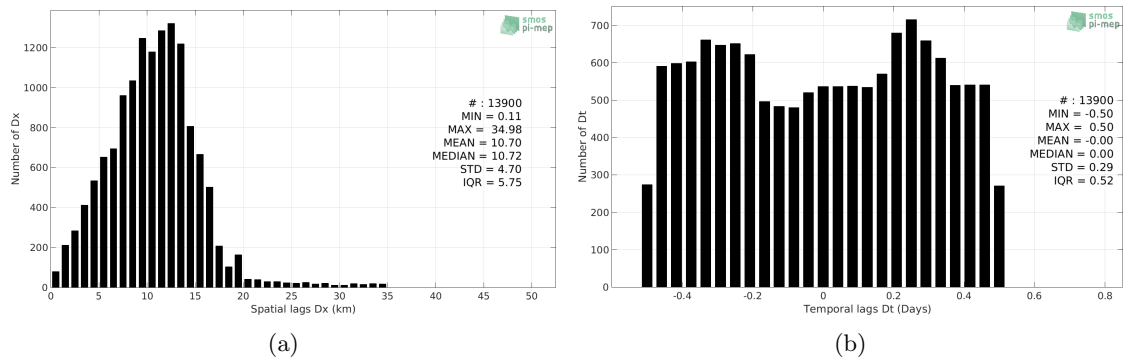 smos
pi-mep
1200
1000
800
600
400
200
0
Number of Dx
# : 13900
MIN = 0.11
MAX = 34.98
MEAN = 10.70
MEDIAN = 10.72
STD = 4.70
IQR = 5.75
0 5 10 15 20 25 30 35 40 45 50
Spatial lags Dx (km)
(a)
smos
pi-mep
700
600
500
400
300
200
100
0
Number of Dt
# : 13900
MIN = -0.50
MAX = 0.50
MEAN = -0.00
MEDIAN = 0.00
STD = 0.29
IQR = 0.52
-0.4 -0.2 0 0.2 0.4 0.6 0.8
Temporal lags Dt (Days)
(b)